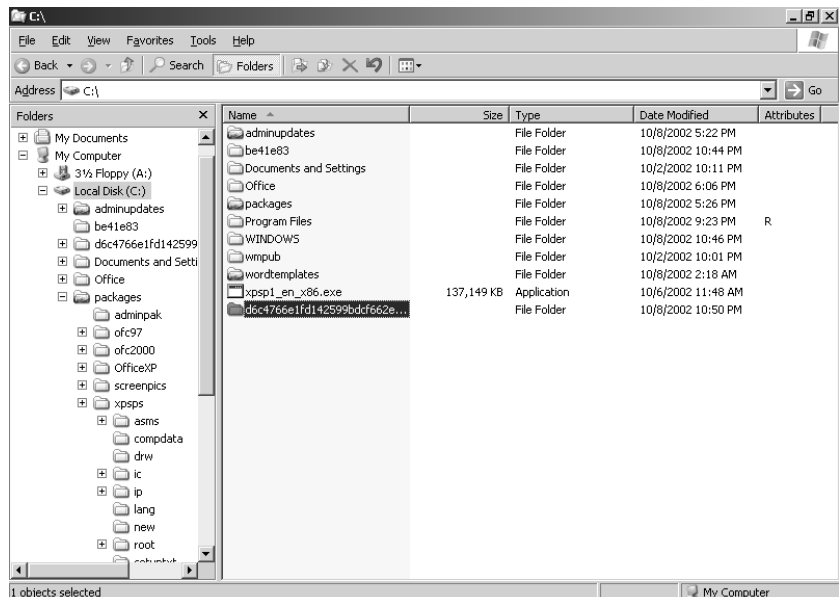 C:\
File Edit View Favorites Tools Help
Back Search Folders
Address C:\ Go
Folders
My Documents
My Computer
3½ Floppy (A:)
Local Disk (C:)
adminupdates
be41e83
d6c4766e1fd142599
Documents and Setti
Office
packages
adminpak
ofc97
ofc2000
OfficeXP
screenpics
xpsps
asms
compdata
drw
ic
ip
lang
new
root
Name Size Type Date Modified Attributes
adminupdates File Folder 10/8/2002 5:22 PM
be41e83 File Folder 10/8/2002 10:44 PM
Documents and Settings File Folder 10/2/2002 10:11 PM
Office File Folder 10/8/2002 6:06 PM
packages File Folder 10/8/2002 5:26 PM
Program Files File Folder 10/8/2002 9:23 PM R
WINDOWS File Folder 10/8/2002 10:46 PM
wmpub File Folder 10/2/2002 10:01 PM
wordtemplates File Folder 10/8/2002 2:18 AM
xpsp1_en_x86.exe 137,149 KB Application 10/6/2002 11:48 AM
d6c4766e1fd142599bdcf662e... File Folder 10/8/2002 10:50 PM
1 objects selected My Computer